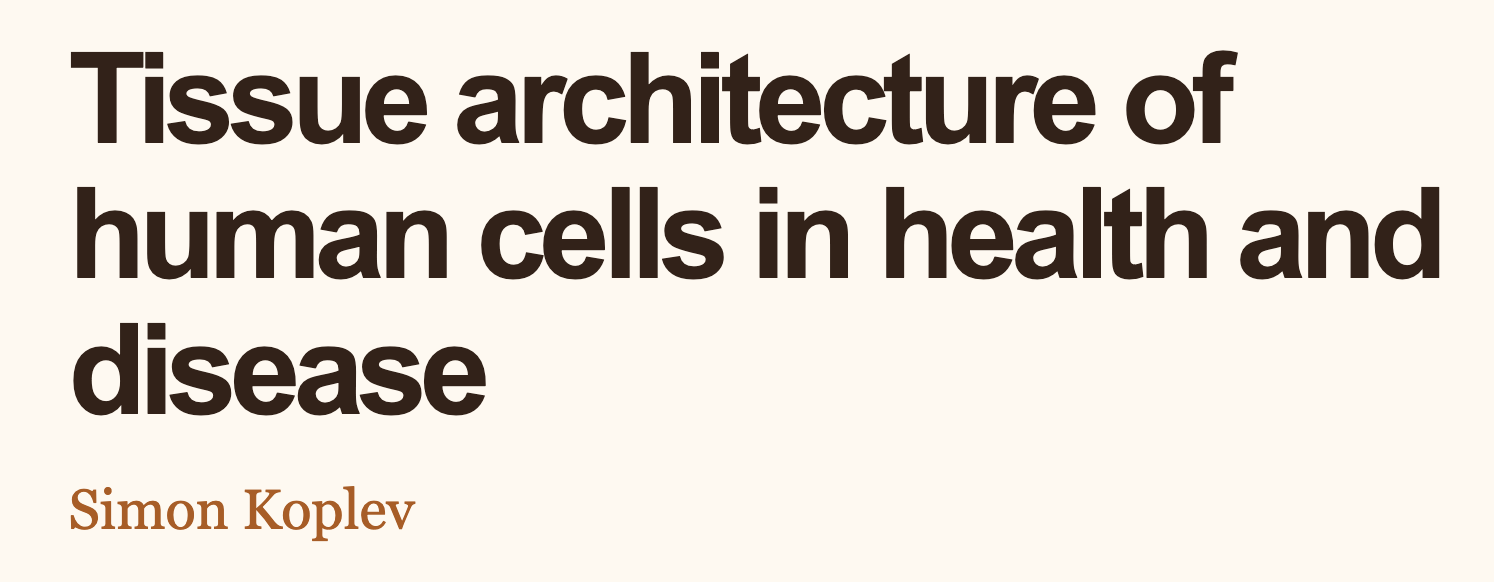 Tissue architecture of
human cells in health and
disease
Simon Koplev